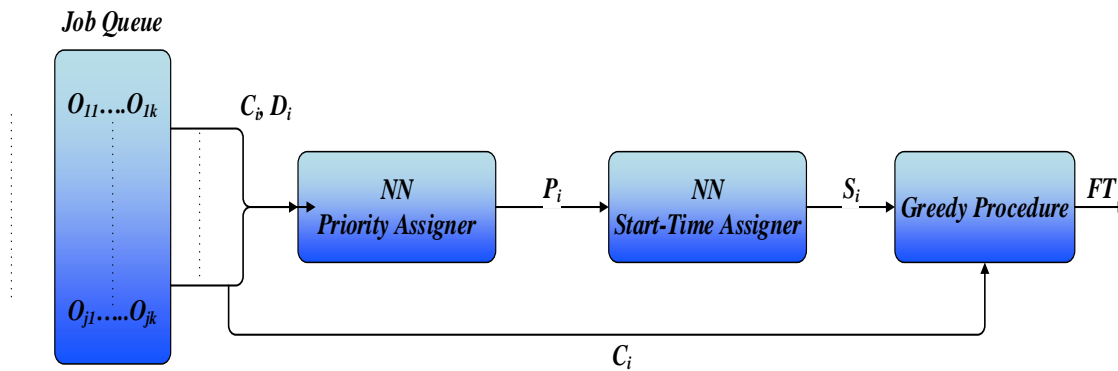 Job Queue
O₁₁....O₁ₖ
Cᵢ, Dᵢ
NN
Priority Assigner
Pᵢ
NN
Start-Time Assigner
Sᵢ
Greedy Procedure
FT
Oⱼ₁.....Oⱼₖ
Cᵢ